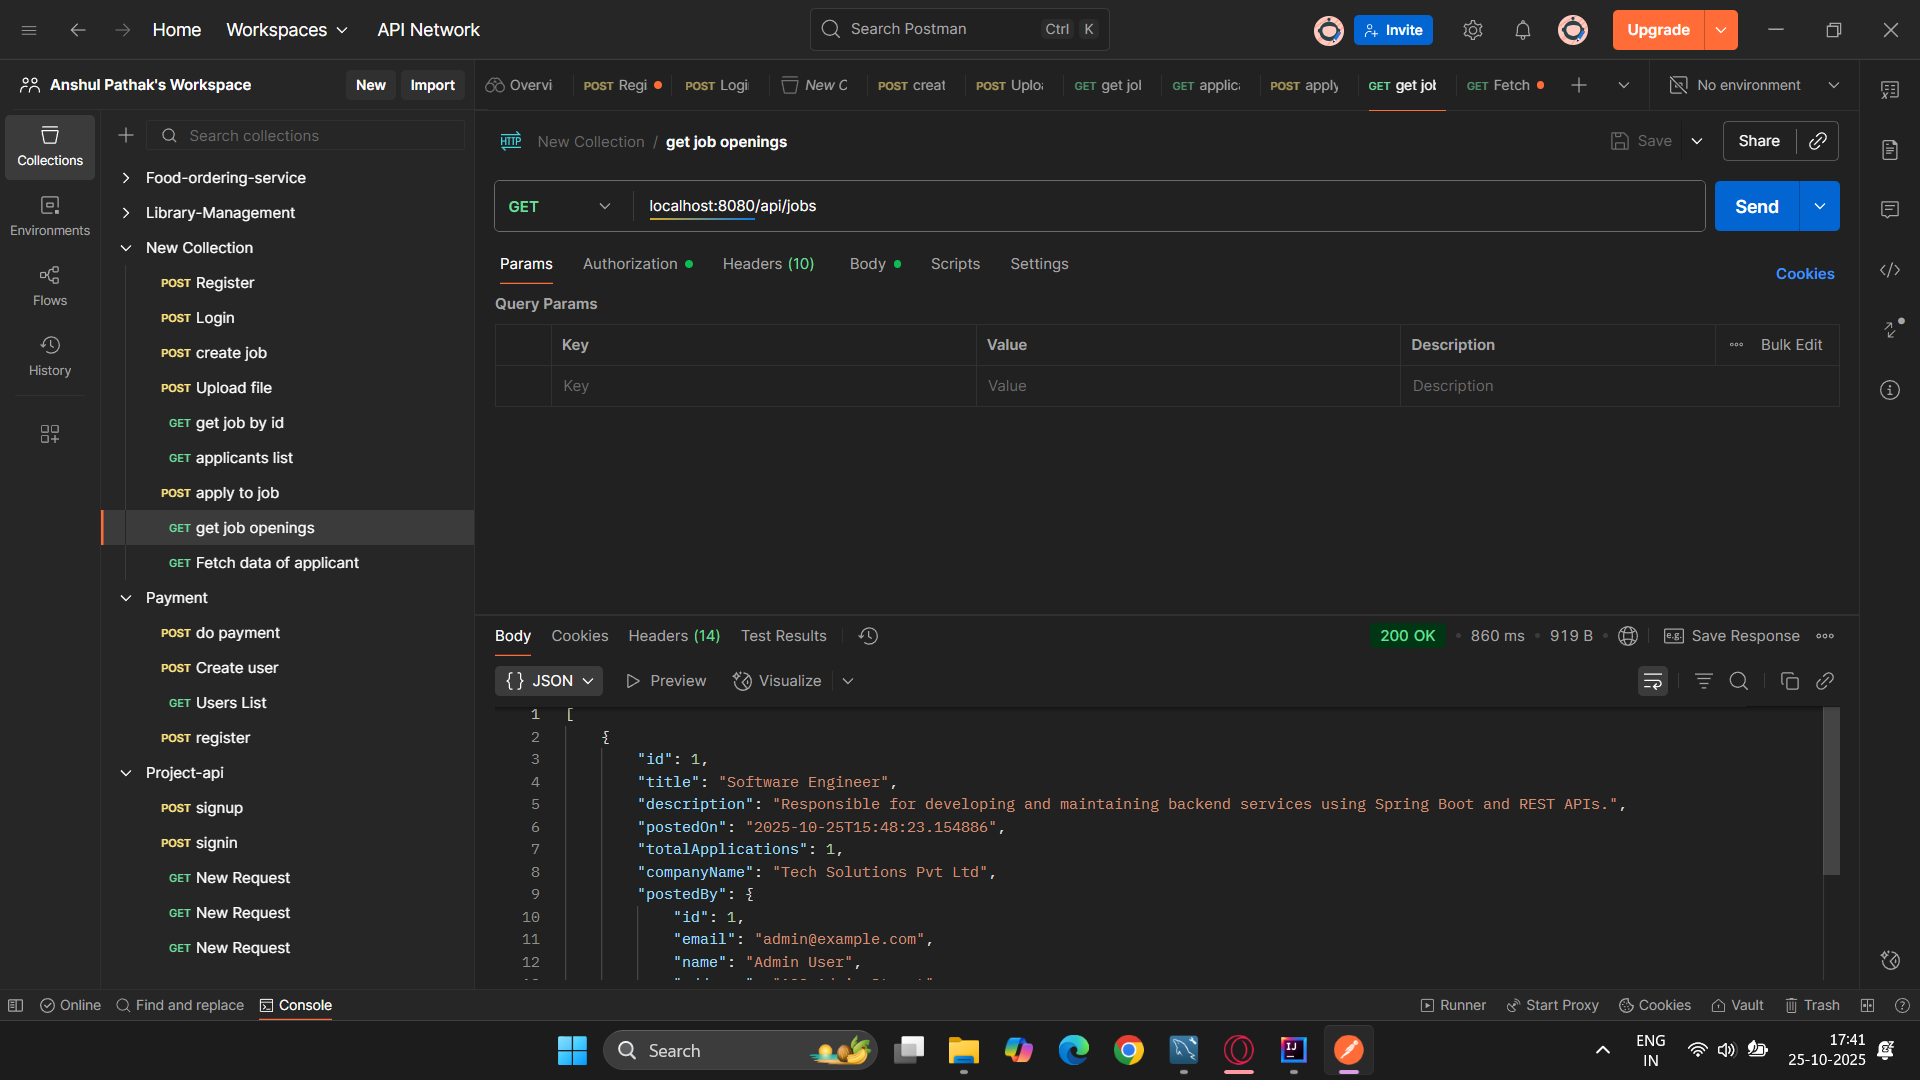 Home Workspaces API Network Search Postman Ctrl K Invite Upgrade
Anshul Pathak's Workspace New Import
Overvi POST Regi POST Logi New C POST creat POST Uplo GET get jol GET applic POST apply GET get job GET Fetch No environment
Search collections
Collections
Environments
Flows
History
Food-ordering-service
Library-Management
New Collection
POST Register
POST Login
POST create job
POST Upload file
GET get job by id
GET applicants list
POST apply to job
GET get job openings
GET Fetch data of applicant
Payment
POST do payment
POST Create user
GET Users List
POST register
Project-api
POST signup
POST signin
GET New Request
GET New Request
GET New Request
HTTP New Collection / get job openings Save Share
GET localhost:8080/api/jobs Send
Params Authorization Headers (10) Body Scripts Settings Cookies
Query Params
Key Value Description Bulk Edit
Key Value Description
Body Cookies Headers (14) Test Results 200 OK 860 ms 919 B e.g. Save Response
{} JSON Preview Visualize
1 [
2 {
3 "id": 1,
4 "title": "Software Engineer",
5 "description": "Responsible for developing and maintaining backend services using Spring Boot and REST APIs.",
6 "postedOn": "2025-10-25T15:48:23.154886",
7 "totalApplications": 1,
8 "companyName": "Tech Solutions Pvt Ltd",
9 "postedBy": {
10 "id": 1,
11 "email": "admin@example.com",
12 "name": "Admin User",
Online Find and replace Console Runner Start Proxy Cookies Vault Trash
Search IJ ENG IN 17:41
25-10-2025